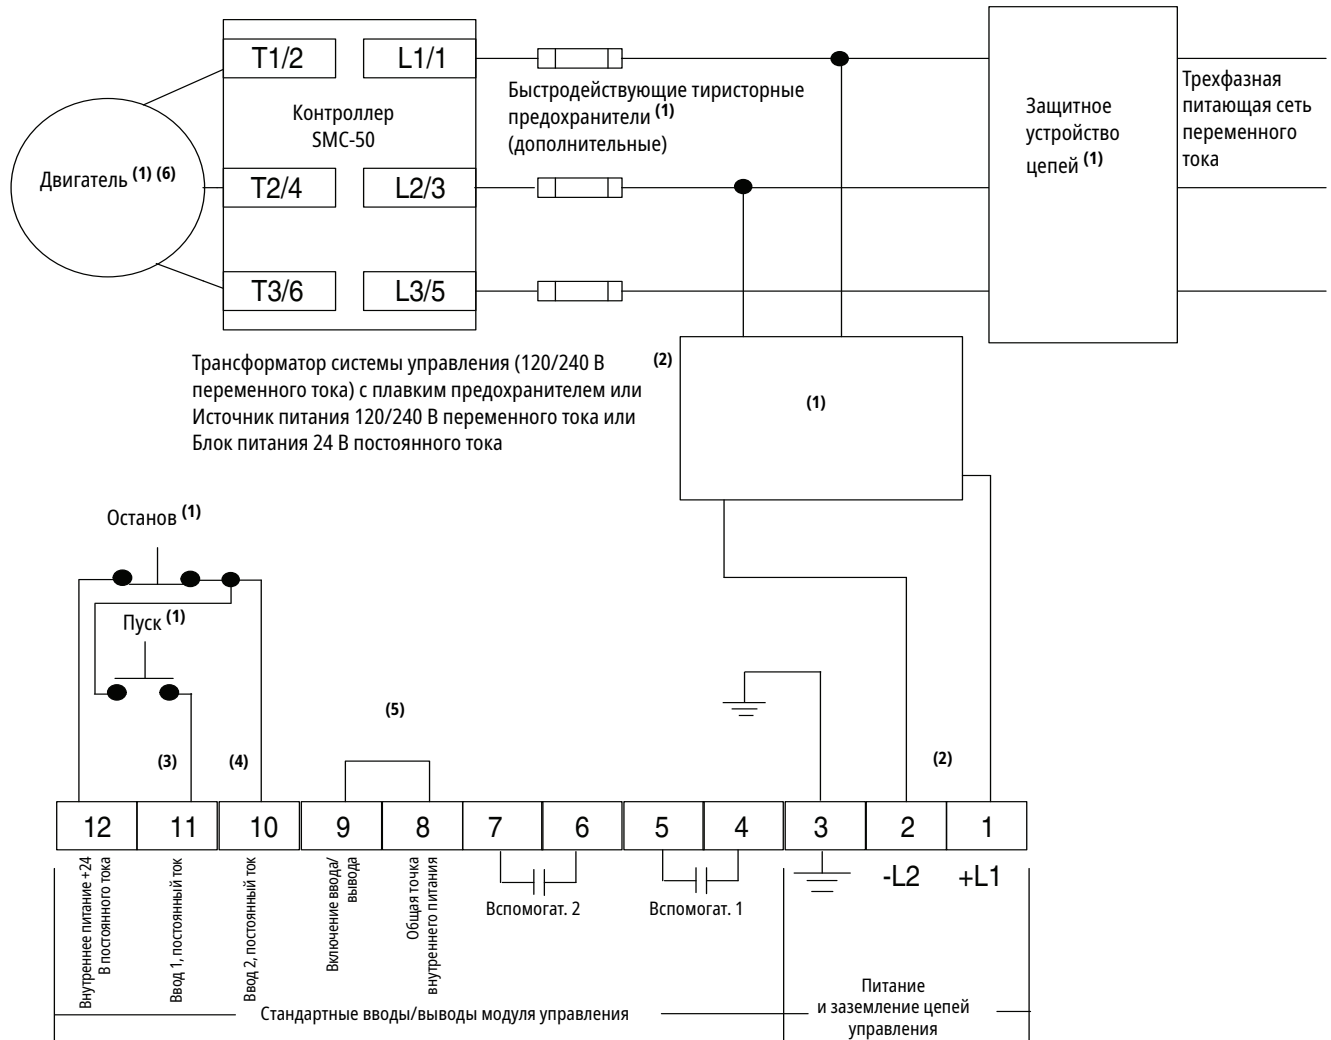 T1/2
L1/1
Контроллер
SMC-50
T2/4
L2/3
T3/6
L3/5
Двигатель (1) (6)
Быстродействующие тиристорные
предохранители (1)
(дополнительные)
Защитное
устройство
цепей (1)
Трехфазная
питающая сеть
переменного
тока
Трансформатор системы управления (120/240 В
переменного тока) с плавким предохранителем или
Источник питания 120/240 В переменного тока или
Блок питания 24 В постоянного тока
(2)
(1)
Останов (1)
Пуск (1)
(3)
(4)
(5)
(2)
12
11
10
9
8
7
6
5
4
3
2
1
-L2
+L1
Внутреннее питание +24
В постоянного тока
Ввод 1, постоянный ток
Ввод 2, постоянный ток
Включение ввода/
вывода
Общая точка
внутреннего питания
Вспомогат. 2
Вспомогат. 1
Стандартные вводы/выводы модуля управления
Питание
и заземление цепей
управления